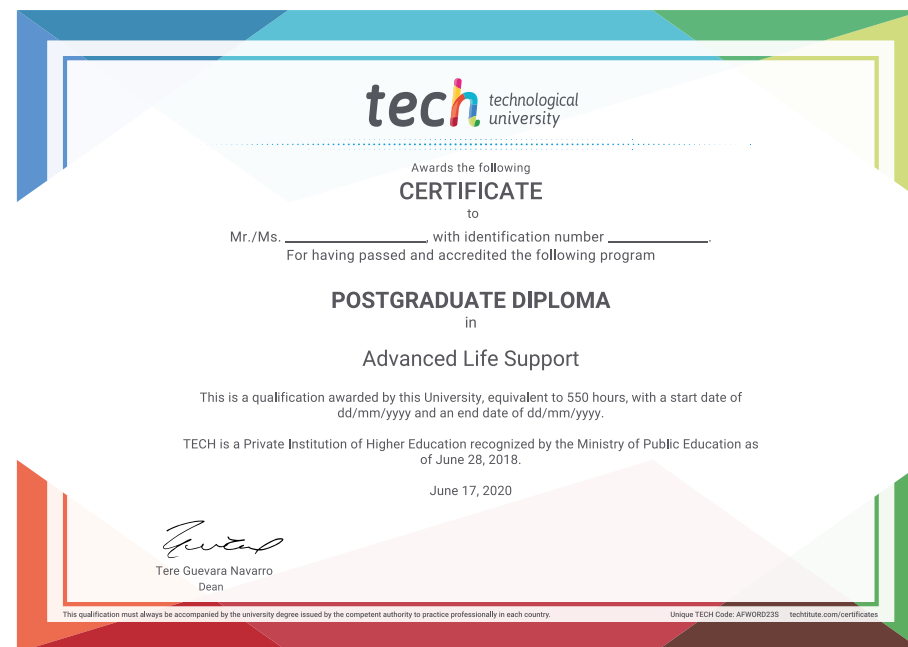 tech technological
university
Awards the following
CERTIFICATE
to
Mr./Ms. ____________________, with identification number ______________.
For having passed and accredited the following program
POSTGRADUATE DIPLOMA
in
Advanced Life Support
This is a qualification awarded by this University, equivalent to 550 hours, with a start date of
dd/mm/yyyy and an end date of dd/mm/yyyy.
TECH is a Private Institution of Higher Education recognized by the Ministry of Public Education as
of June 28, 2018.
June 17, 2020
Tere Guevara Navarro
Dean
This qualification must always be accompanied by the university degree issued by the competent authority to practice professionally in each country. Unique TECH Code: AFWORD23S techtitute.com/certificates